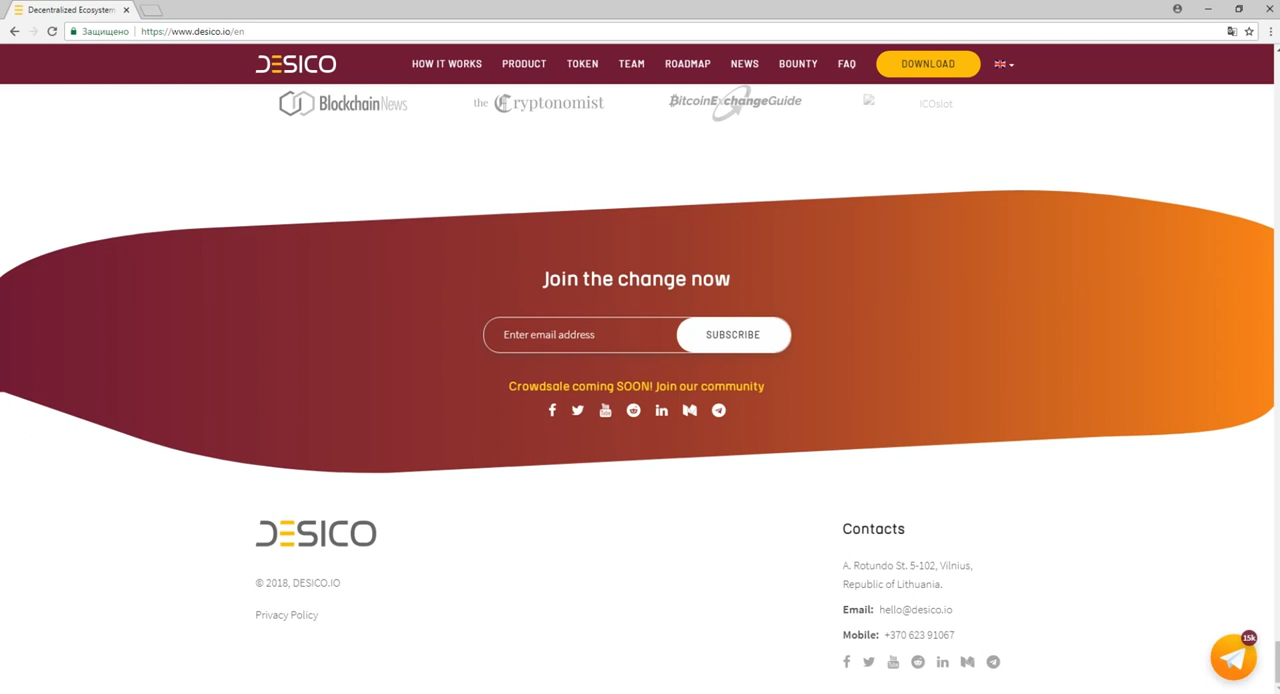 Decentralized Ecosystem
Защищено https://www.desico.io/en
DESICO HOW IT WORKS PRODUCT TOKEN TEAM ROADMAP NEWS BOUNTY FAQ DOWNLOAD
BlockchainNews the Cryptonomist BitcoinExchangeGuide ICOslot
Join the change now
Enter email address SUBSCRIBE
Crowdsale coming SOON! Join our community
DESICO
© 2018, DESICO.IO
Privacy Policy
Contacts
A. Rotundo St. 5-102, Vilnius,
Republic of Lithuania.
Email: hello@desico.io
Mobile: +370 623 91067
15k